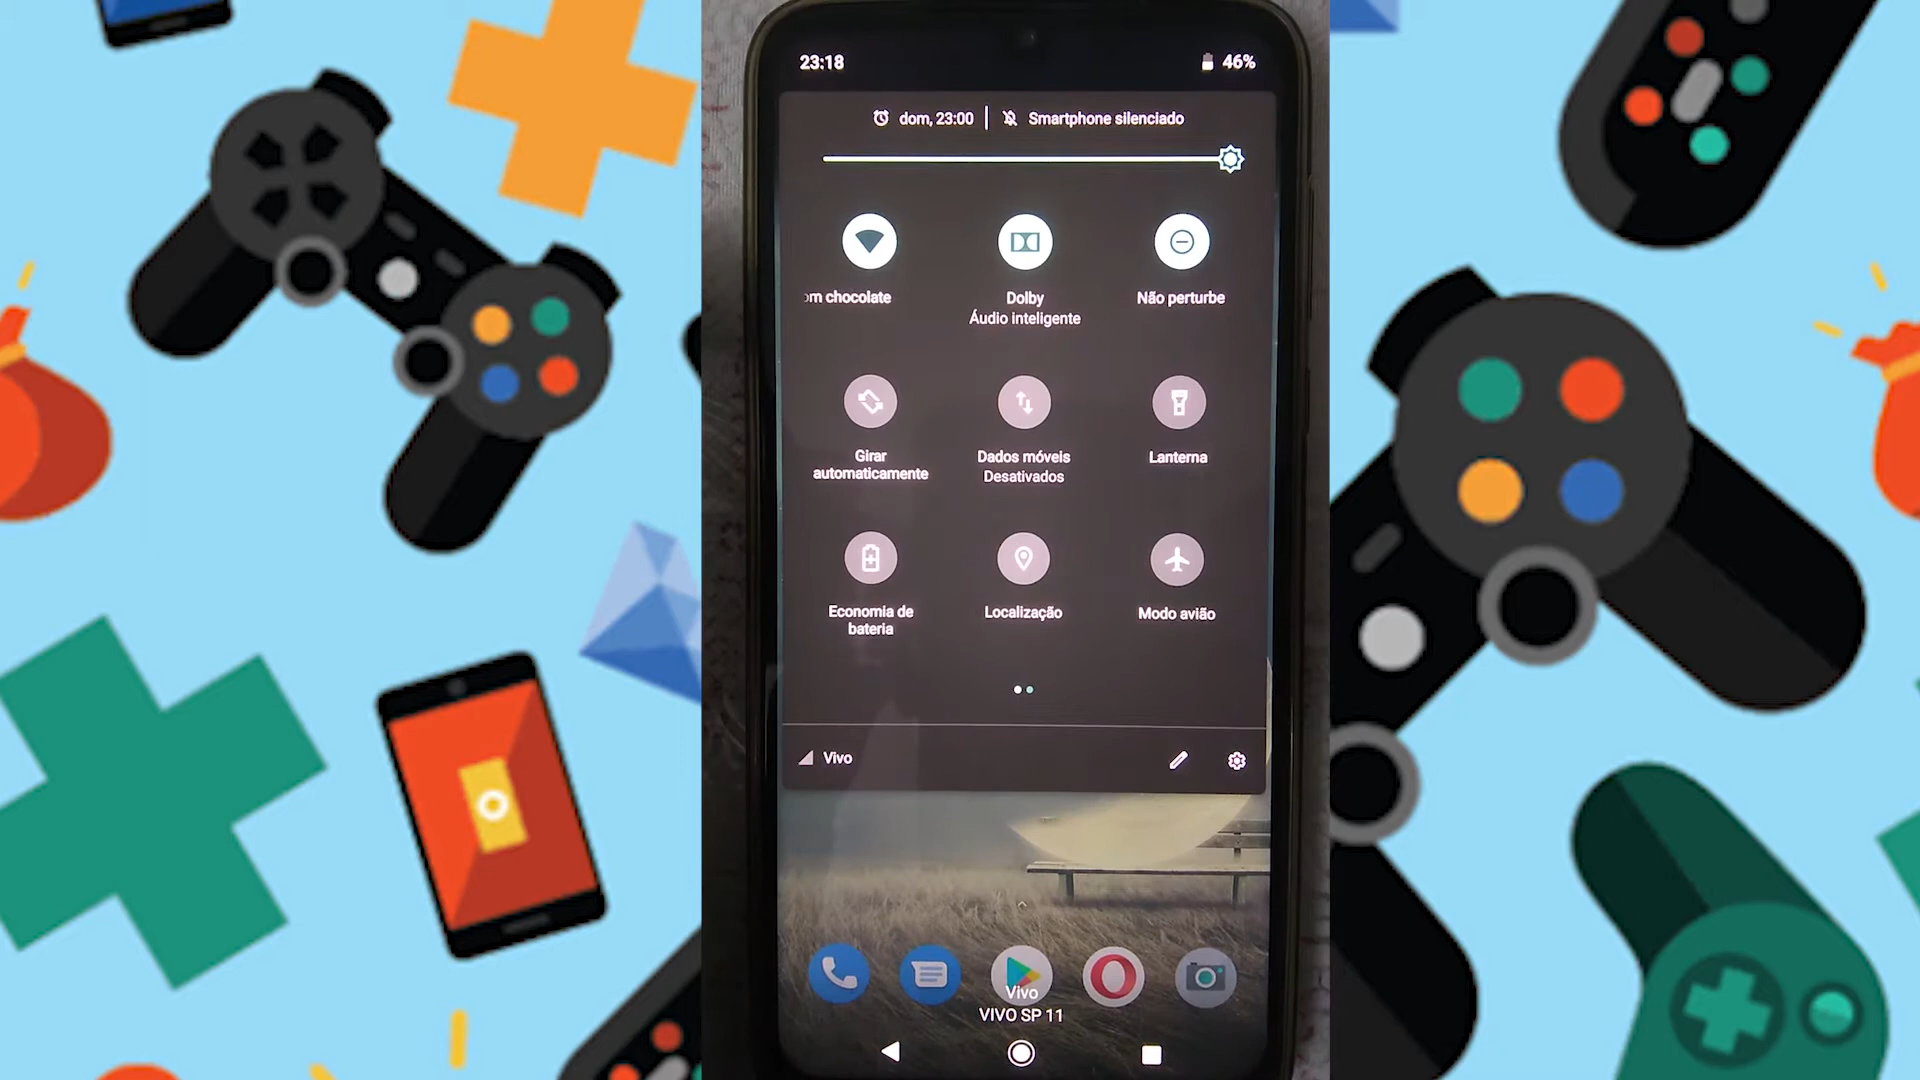 23:18
46%
dom, 23:00
Smartphone silenciado
m chocolate
Dolby
Áudio inteligente
Não perturbe
Girar
automaticamente
Dados móveis
Desativados
Lanterna
Economia de
bateria
Localização
Modo avião
Vivo
Vivo
VIVO SP 11